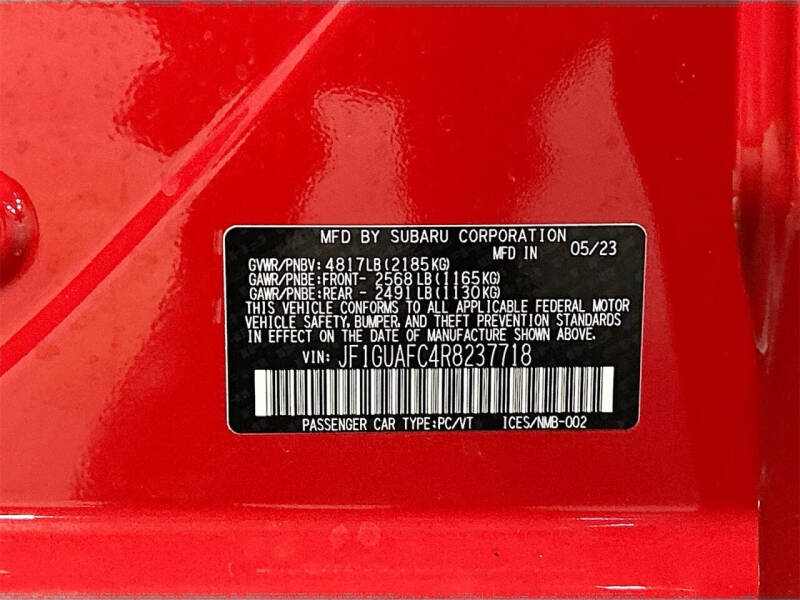 MFD BY SUBARU CORPORATION
MFD IN 05/23
GVWR/PNBV: 4817LB(2185KG)
GAWR/PNBE:FRONT- 2568LB(1165KG)
GAWR/PNBE:REAR - 2491LB(1130KG)
THIS VEHICLE CONFORMS TO ALL APPLICABLE FEDERAL MOTOR
VEHICLE SAFETY, BUMPER, AND THEFT PREVENTION STANDARDS
IN EFFECT ON THE DATE OF MANUFACTURE SHOWN ABOVE.
VIN: JF1GUAFC4R8237718
PASSENGER CAR TYPE:PC/VT ICES/NMB-002